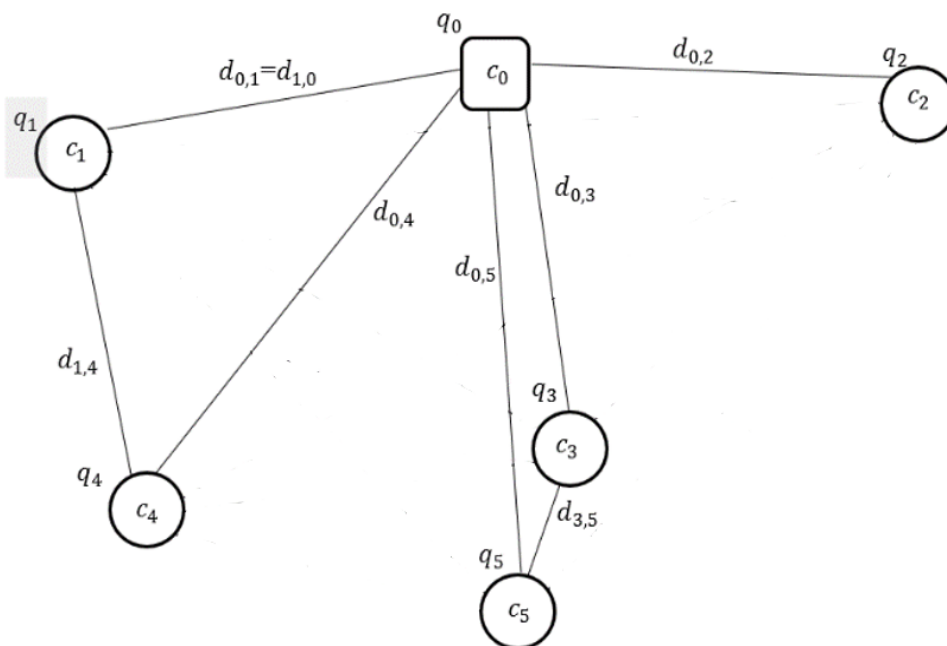 q₀
c₀
d₀,₁=d₁,₀
d₀,₂
q₂
c₂
q₁
c₁
d₀,₃
d₀,₄
d₀,₅
d₁,₄
q₃
c₃
q₄
c₄
d₃,₅
q₅
c₅